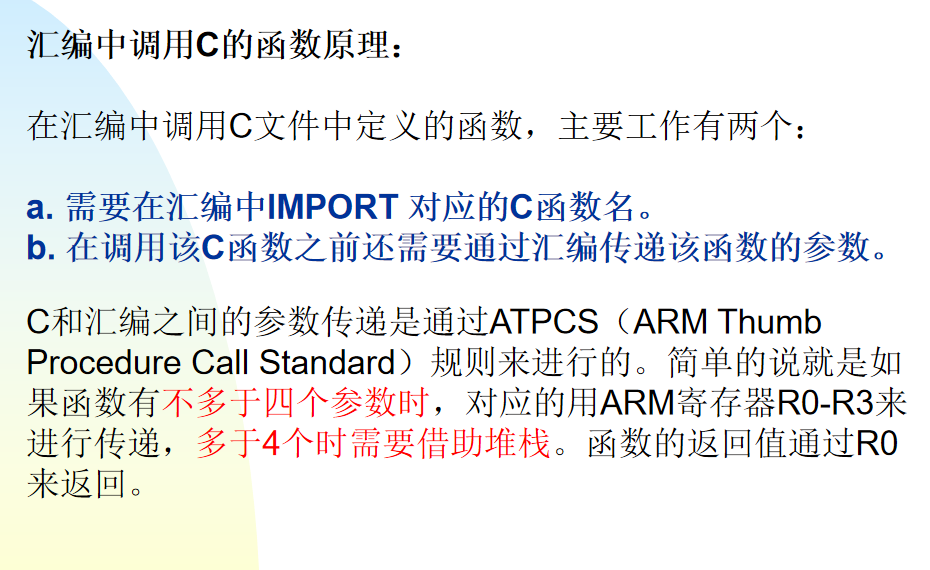 汇编中调用C的函数原理：
在汇编中调用C文件中定义的函数，主要工作有两个：
a. 需要在汇编中IMPORT 对应的C函数名。
b. 在调用该C函数之前还需要通过汇编传递该函数的参数。
C和汇编之间的参数传递是通过ATPCS（ARM Thumb
Procedure Call Standard）规则来进行的。简单的说就是如
果函数有不多于四个参数时，对应的用ARM寄存器R0-R3来
进行传递，多于4个时需要借助堆栈。函数的返回值通过R0
来返回。